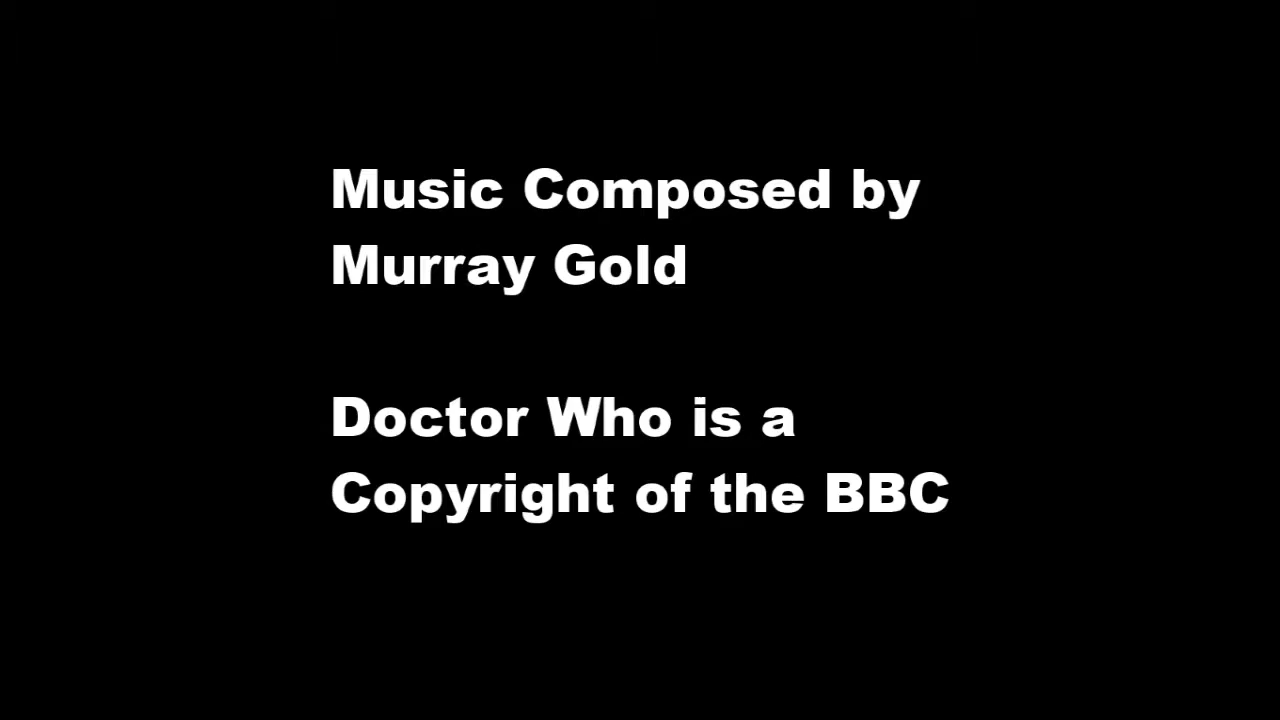 Music Composed by
Murray Gold
Doctor Who is a
Copyright of the BBC